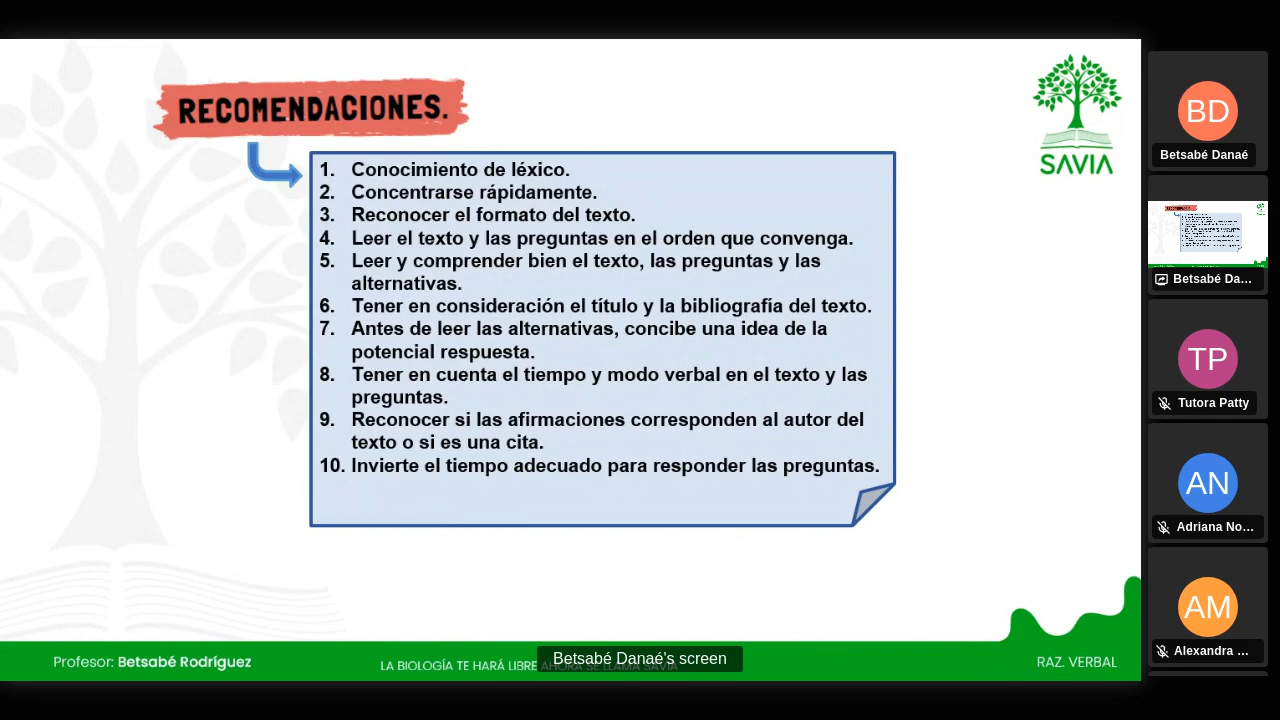 RECOMENDACIONES.
SAVIA
1. Conocimiento de léxico.
2. Concentrarse rápidamente.
3. Reconocer el formato del texto.
4. Leer el texto y las preguntas en el orden que convenga.
5. Leer y comprender bien el texto, las preguntas y las
alternativas.
6. Tener en consideración el título y la bibliografía del texto.
7. Antes de leer las alternativas, concibe una idea de la
potencial respuesta.
8. Tener en cuenta el tiempo y modo verbal en el texto y las
preguntas.
9. Reconocer si las afirmaciones corresponden al autor del
texto o si es una cita.
10. Invierte el tiempo adecuado para responder las preguntas.
Profesor: Betsabé Rodríguez
LA BIOLOGÍA TE HARÁ LIBRE AHORA SE LLAMA SAVIA
Betsabé Danaé's screen
RAZ. VERBAL
BD
Betsabé Danaé
Betsabé Da...
TP
Tutora Patty
AN
Adriana No...
AM
Alexandra ...